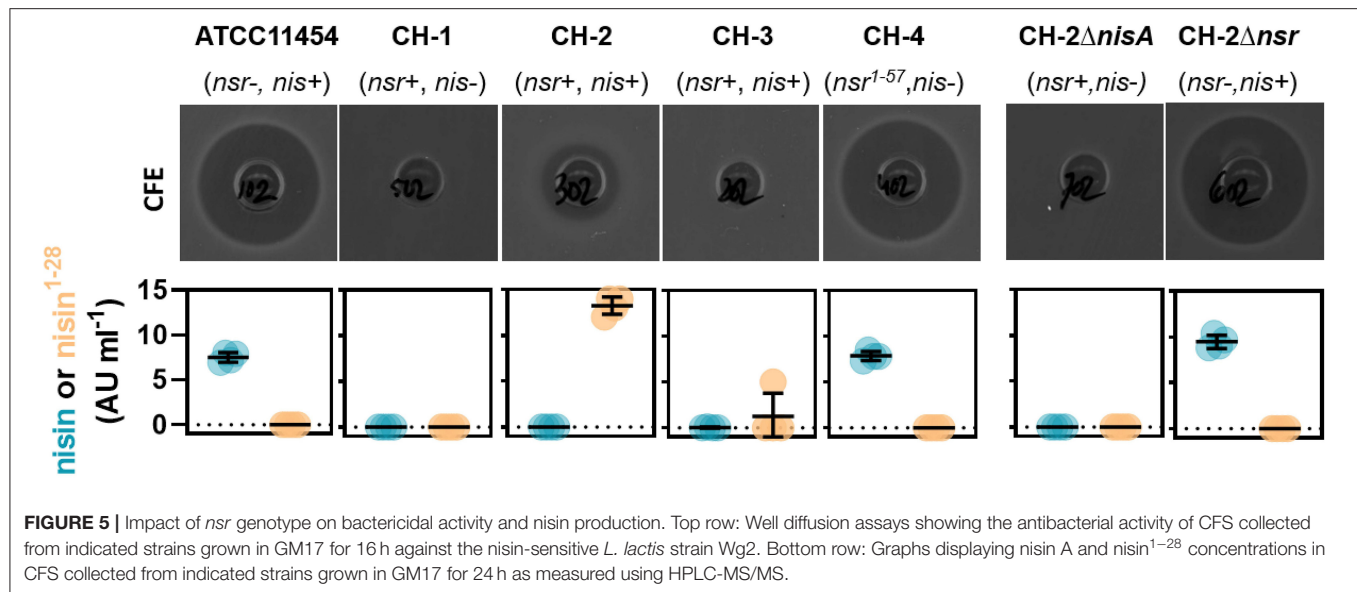 ATCC11454 CH-1 CH-2 CH-3 CH-4 CH-2ΔnisA CH-2Δnsr
(nsr-, nis+) (nsr+, nis-) (nsr+, nis+) (nsr+, nis+) (nsr¹⁻⁵⁷,nis-) (nsr+,nis-) (nsr-,nis+)
CFE
102 502 302 202 402 702 602
nisin or nisin¹⁻²⁸
(AU ml⁻¹)
15
10
5
0
FIGURE 5 | Impact of nsr genotype on bactericidal activity and nisin production. Top row: Well diffusion assays showing the antibacterial activity of CFS collected
from indicated strains grown in GM17 for 16 h against the nisin-sensitive L. lactis strain Wg2. Bottom row: Graphs displaying nisin A and nisin¹⁻²⁸ concentrations in
CFS collected from indicated strains grown in GM17 for 24 h as measured using HPLC-MS/MS.